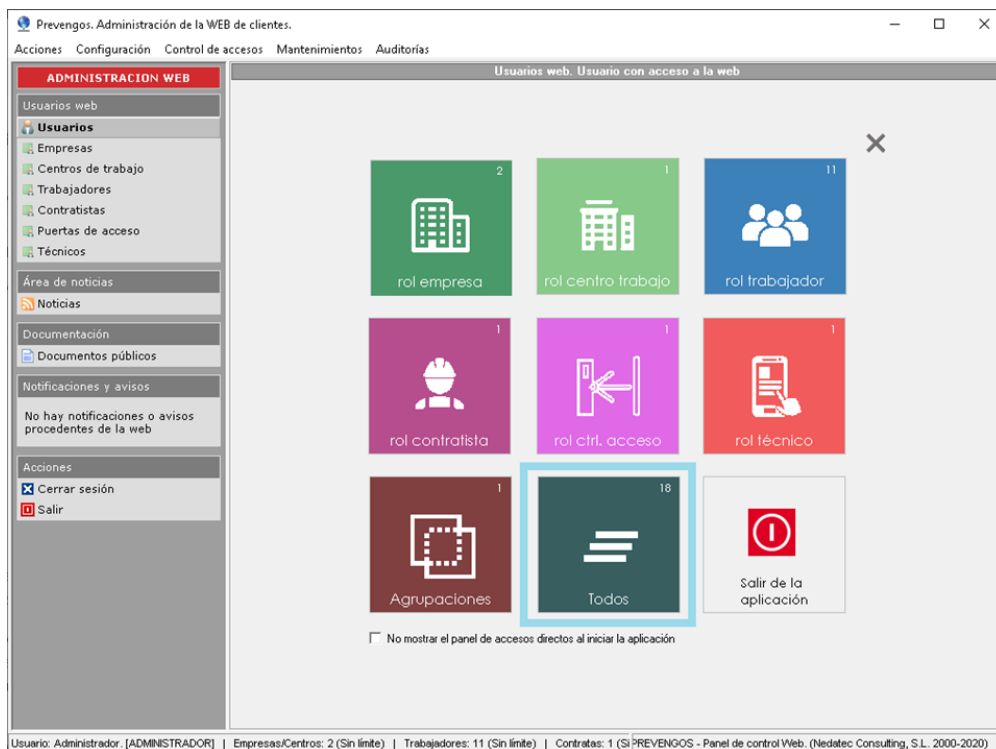 Prevengos. Administración de la WEB de clientes.
Acciones Configuración Control de accesos Mantenimientos Auditorías
ADMINISTRACION WEB
Usuarios web
Usuarios
Empresas
Centros de trabajo
Trabajadores
Contratistas
Puertas de acceso
Técnicos
Área de noticias
Noticias
Documentación
Documentos públicos
Notificaciones y avisos
No hay notificaciones o avisos
procedentes de la web
Acciones
Cerrar sesión
Salir
Usuarios web. Usuario con acceso a la web
2
rol empresa
1
rol centro trabajo
11
rol trabajador
1
rol contratista
1
rol ctrl. acceso
1
rol técnico
1
Agrupaciones
18
Todos
Salir de la
aplicación
No mostrar el panel de accesos directos al iniciar la aplicación
Usuario: Administrador. [ADMINISTRADOR] | Empresas/Centros: 2 (Sin límite) | Trabajadores: 11 (Sin límite) | Contratas: 1 (Si PREVENGOS - Panel de control Web. (Nedatec Consulting, S.L. 2000-2020)